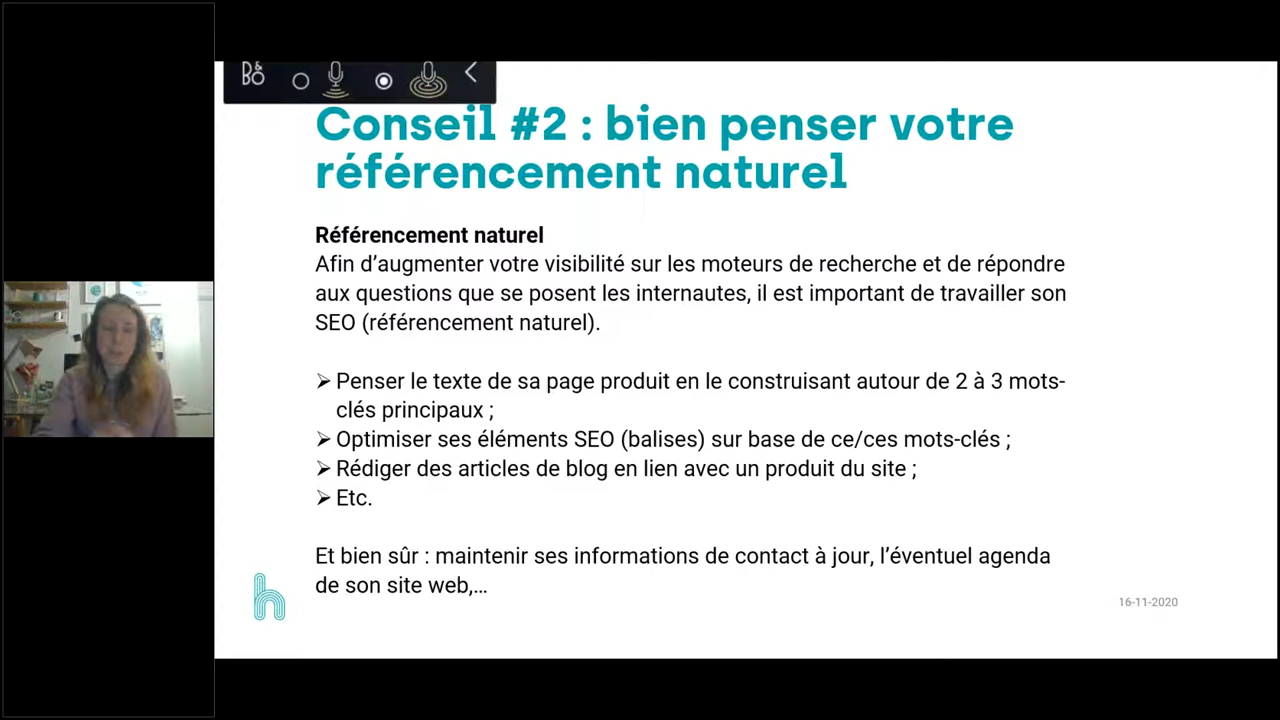 Conseil #2 : bien penser votre
référencement naturel
Référencement naturel
Afin d’augmenter votre visibilité sur les moteurs de recherche et de répondre
aux questions que se posent les internautes, il est important de travailler son
SEO (référencement naturel).
➢ Penser le texte de sa page produit en le construisant autour de 2 à 3 mots-
clés principaux ;
➢ Optimiser ses éléments SEO (balises) sur base de ce/ces mots-clés ;
➢ Rédiger des articles de blog en lien avec un produit du site ;
➢ Etc.
Et bien sûr : maintenir ses informations de contact à jour, l’éventuel agenda
de son site web,…
h
16-11-2020